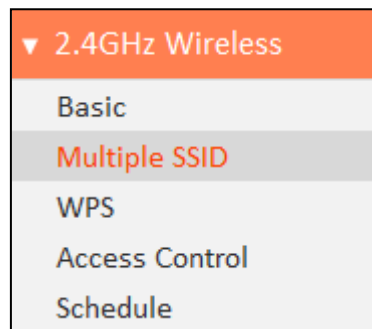 2.4GHz Wireless
Basic
Multiple SSID
WPS
Access Control
Schedule